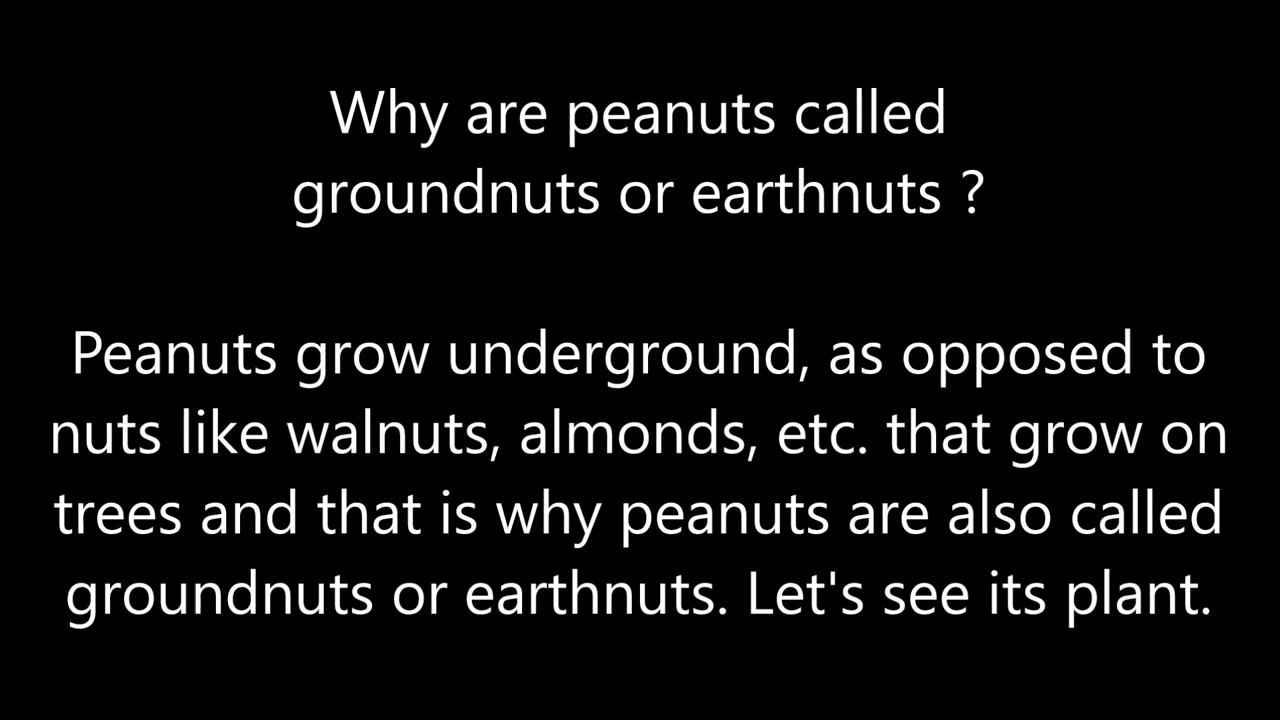 Why are peanuts called
groundnuts or earthnuts ?
Peanuts grow underground, as opposed to
nuts like walnuts, almonds, etc. that grow on
trees and that is why peanuts are also called
groundnuts or earthnuts. Let's see its plant.